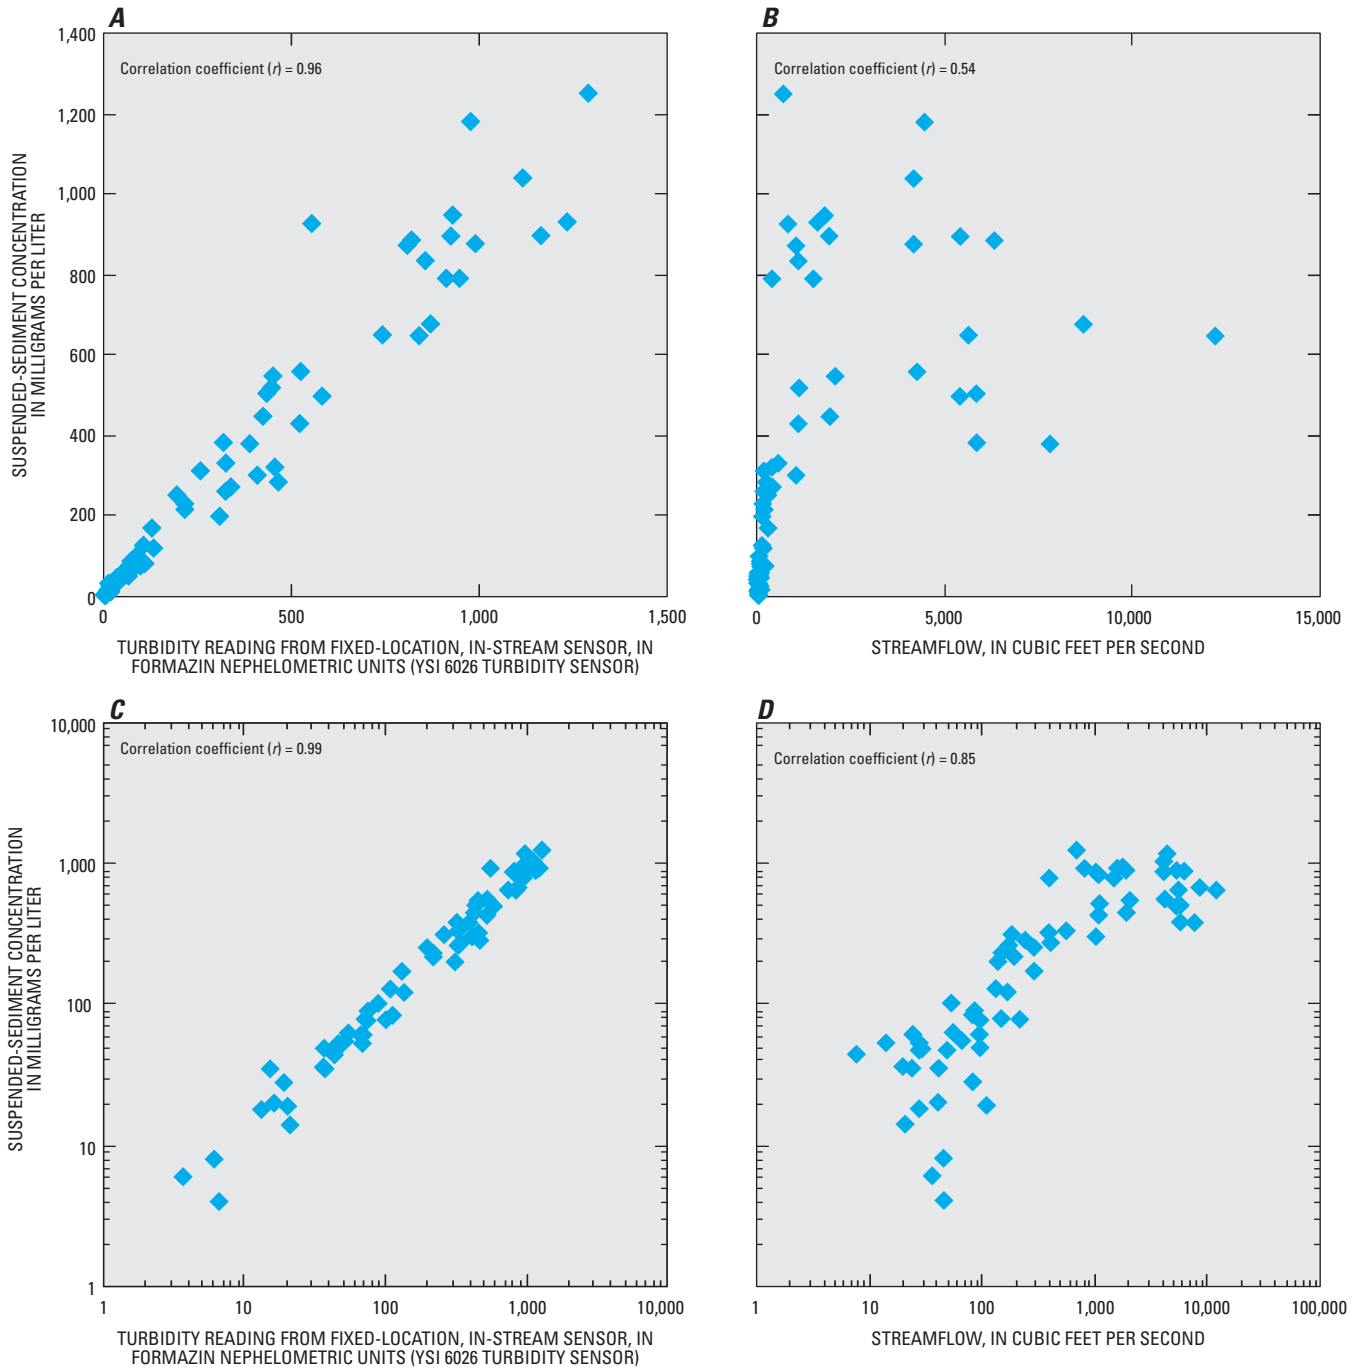 A
1,400
1,200
1,000
800
600
400
200
0
Correlation coefficient (r) = 0.96
SUSPENDED-SEDIMENT CONCENTRATION
IN MILLIGRAMS PER LITER
0
500
1,000
1,500
TURBIDITY READING FROM FIXED-LOCATION, IN-STREAM SENSOR, IN
FORMAZIN NEPHELOMETRIC UNITS (YSI 6026 TURBIDITY SENSOR)
B
Correlation coefficient (r) = 0.54
0
5,000
10,000
15,000
STREAMFLOW, IN CUBIC FEET PER SECOND
C
10,000
1,000
100
10
1
Correlation coefficient (r) = 0.99
SUSPENDED-SEDIMENT CONCENTRATION
IN MILLIGRAMS PER LITER
1
10
100
1,000
10,000
TURBIDITY READING FROM FIXED-LOCATION, IN-STREAM SENSOR, IN
FORMAZIN NEPHELOMETRIC UNITS (YSI 6026 TURBIDITY SENSOR)
D
Correlation coefficient (r) = 0.85
1
10
100
1,000
10,000
100,000
STREAMFLOW, IN CUBIC FEET PER SECOND